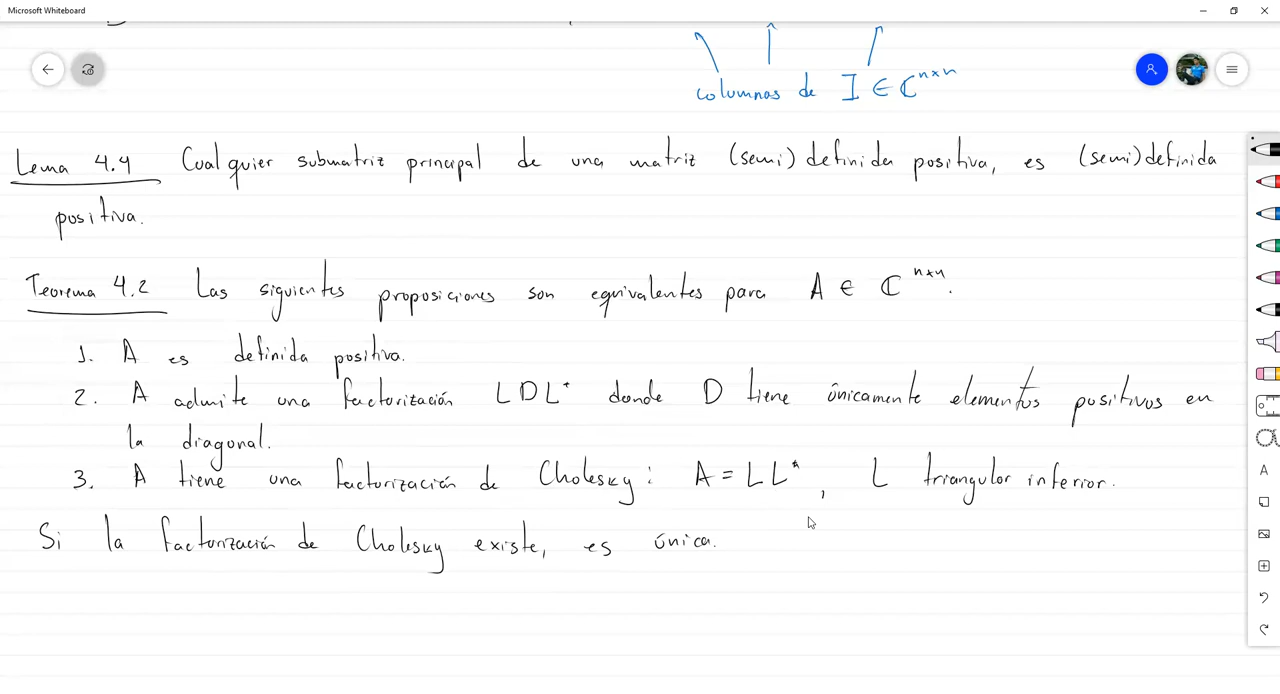 Microsoft Whiteboard
columnas de I ∈ ℂⁿˣⁿ
Lema 4.4 Cualquier submatriz principal de una matriz (semi) definida positiva, es (semi) definida
positiva.
Teorema 4.2 Las siguientes proposiciones son equivalentes para A ∈ ℂⁿˣⁿ.
1. A es definida positiva.
2. A admite una factorización LDL* donde D tiene únicamente elementos positivos en
la diagonal.
3. A tiene una factorización de Cholesky: A = LL*, L triangular inferior.
Si la factorización de Cholesky existe, es única.